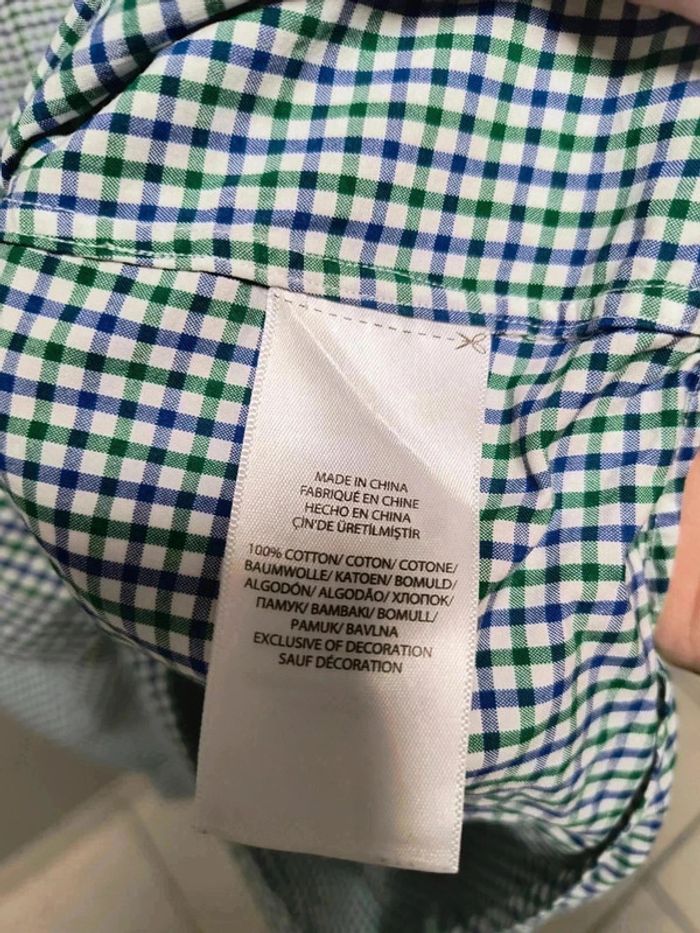 MADE IN CHINA
FABRIQUÉ EN CHINE
HECHO EN CHINA
ÇİN'DE ÜRETİLMİŞTİR
100% COTTON/ COTON/ COTONE/
BAUMWOLLE/ KATOEN/ BOMULD/
ALGODÓN/ ALGODÃO/ ХЛОПОК/
ПАМУК/ ΒΑΜΒΑΚΙ/ BOMULL/
PAMUK/ BAVLNA
EXCLUSIVE OF DECORATION
SAUF DÉCORATION